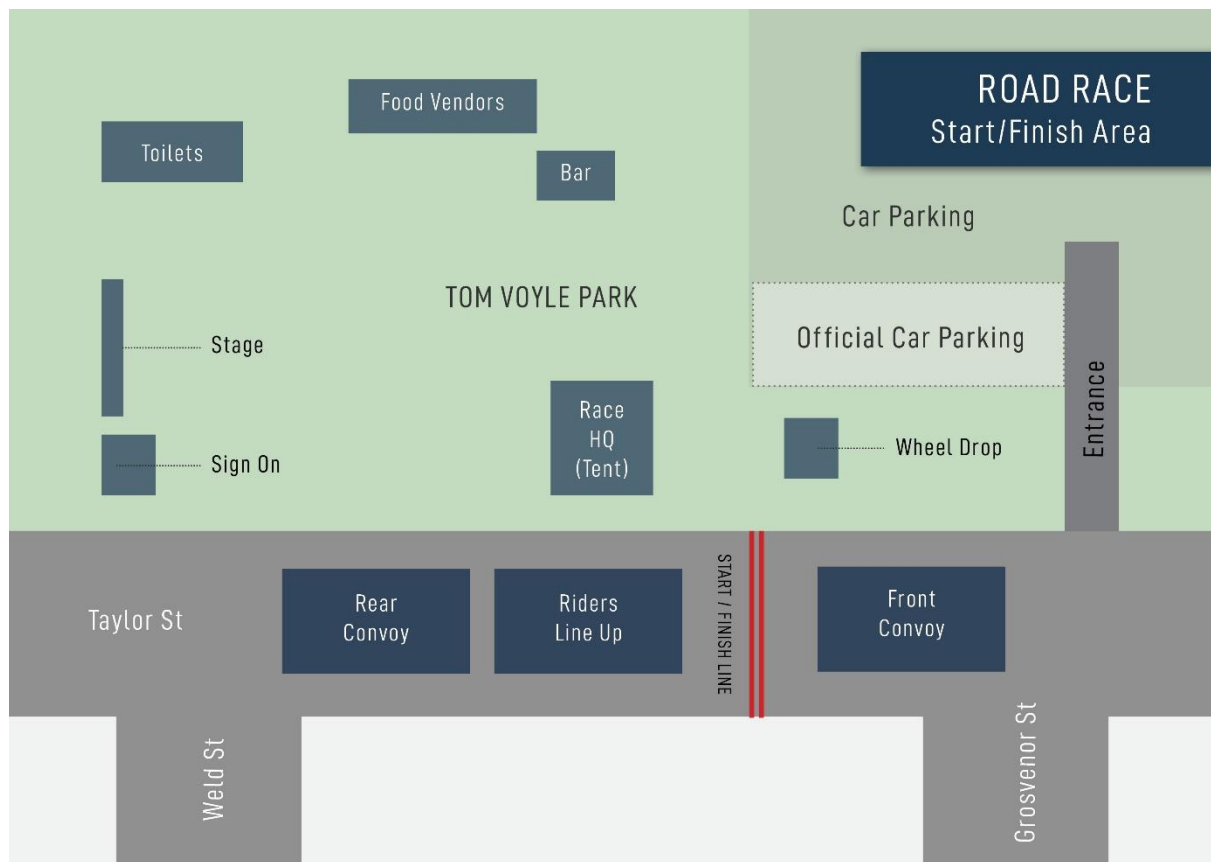 ROAD RACE
Start/Finish Area
Food Vendors
Toilets
Bar
Car Parking
TOM VOYLE PARK
Official Car Parking
Stage
Entrance
Race
HQ
(Tent)
Wheel Drop
Sign On
Taylor St
Rear
Convoy
Riders
Line Up
START / FINISH LINE
Front
Convoy
Weld St
Grosvenor St